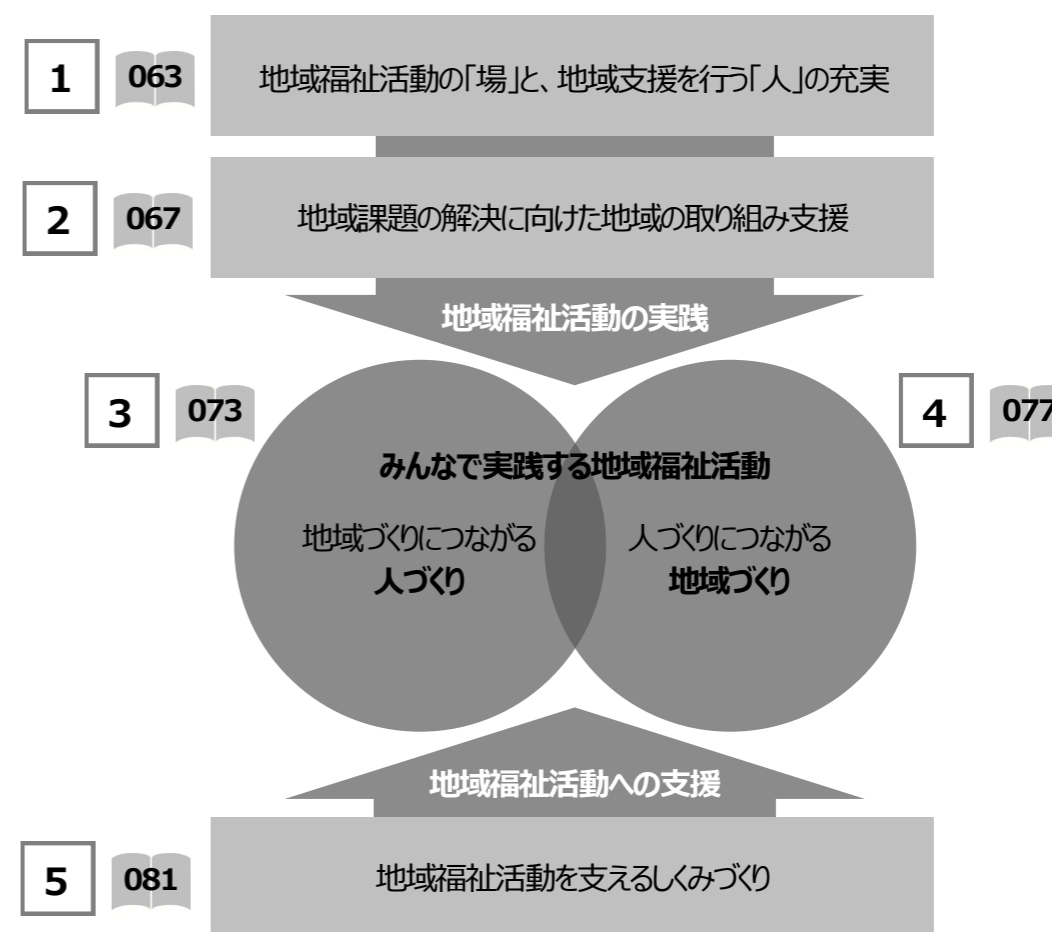 1
063
地域福祉活動の「場」と、地域支援を行う「人」の充実
2
067
地域課題の解決に向けた地域の取り組み支援
地域福祉活動の実践
3
073
4
077
みんなで実践する地域福祉活動
地域づくりにつながる
人づくり
人づくりにつながる
地域づくり
地域福祉活動への支援
5
081
地域福祉活動を支えるしくみづくり